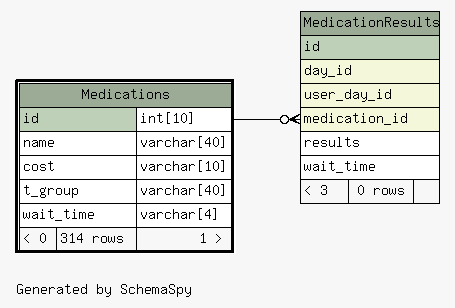 MedicationResults
id
day_id
user_day_id
medication_id
results
wait_time
< 3 0 rows
Medications
id int[10]
name varchar[40]
cost varchar[10]
t_group varchar[40]
wait_time varchar[4]
< 0 314 rows 1 >
Generated by SchemaSpy